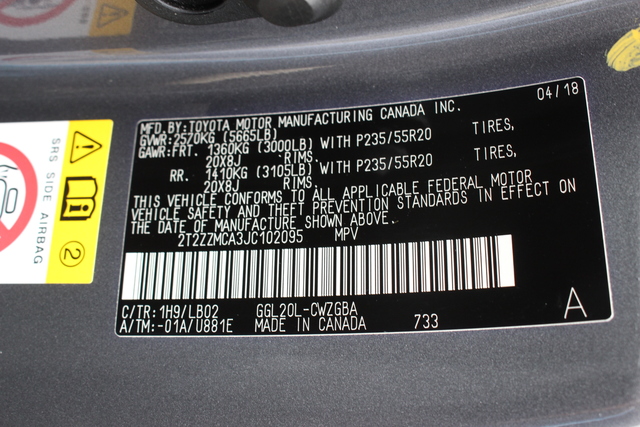 04/18
MFD.BY:TOYOTA MOTOR MANUFACTURING CANADA INC.
GVWR:2570KG (5665LB)
GAWR:FRT. 1360KG (3000LB) WITH P235/55R20 TIRES,
20X8J RIMS.
RR. 1410KG (3105LB) WITH P235/55R20 TIRES,
20X8J RIMS.
THIS VEHICLE CONFORMS TO ALL APPLICABLE FEDERAL MOTOR
VEHICLE SAFETY AND THEFT PREVENTION STANDARDS IN EFFECT ON
THE DATE OF MANUFACTURE SHOWN ABOVE.
2T2ZZMCA3JC102095 MPV
C/TR: 1H9/LB02 GGL20L-CWZGBA
A/TM: -01A/U881E MADE IN CANADA 733 A
SRS SIDE AIRBAG
2